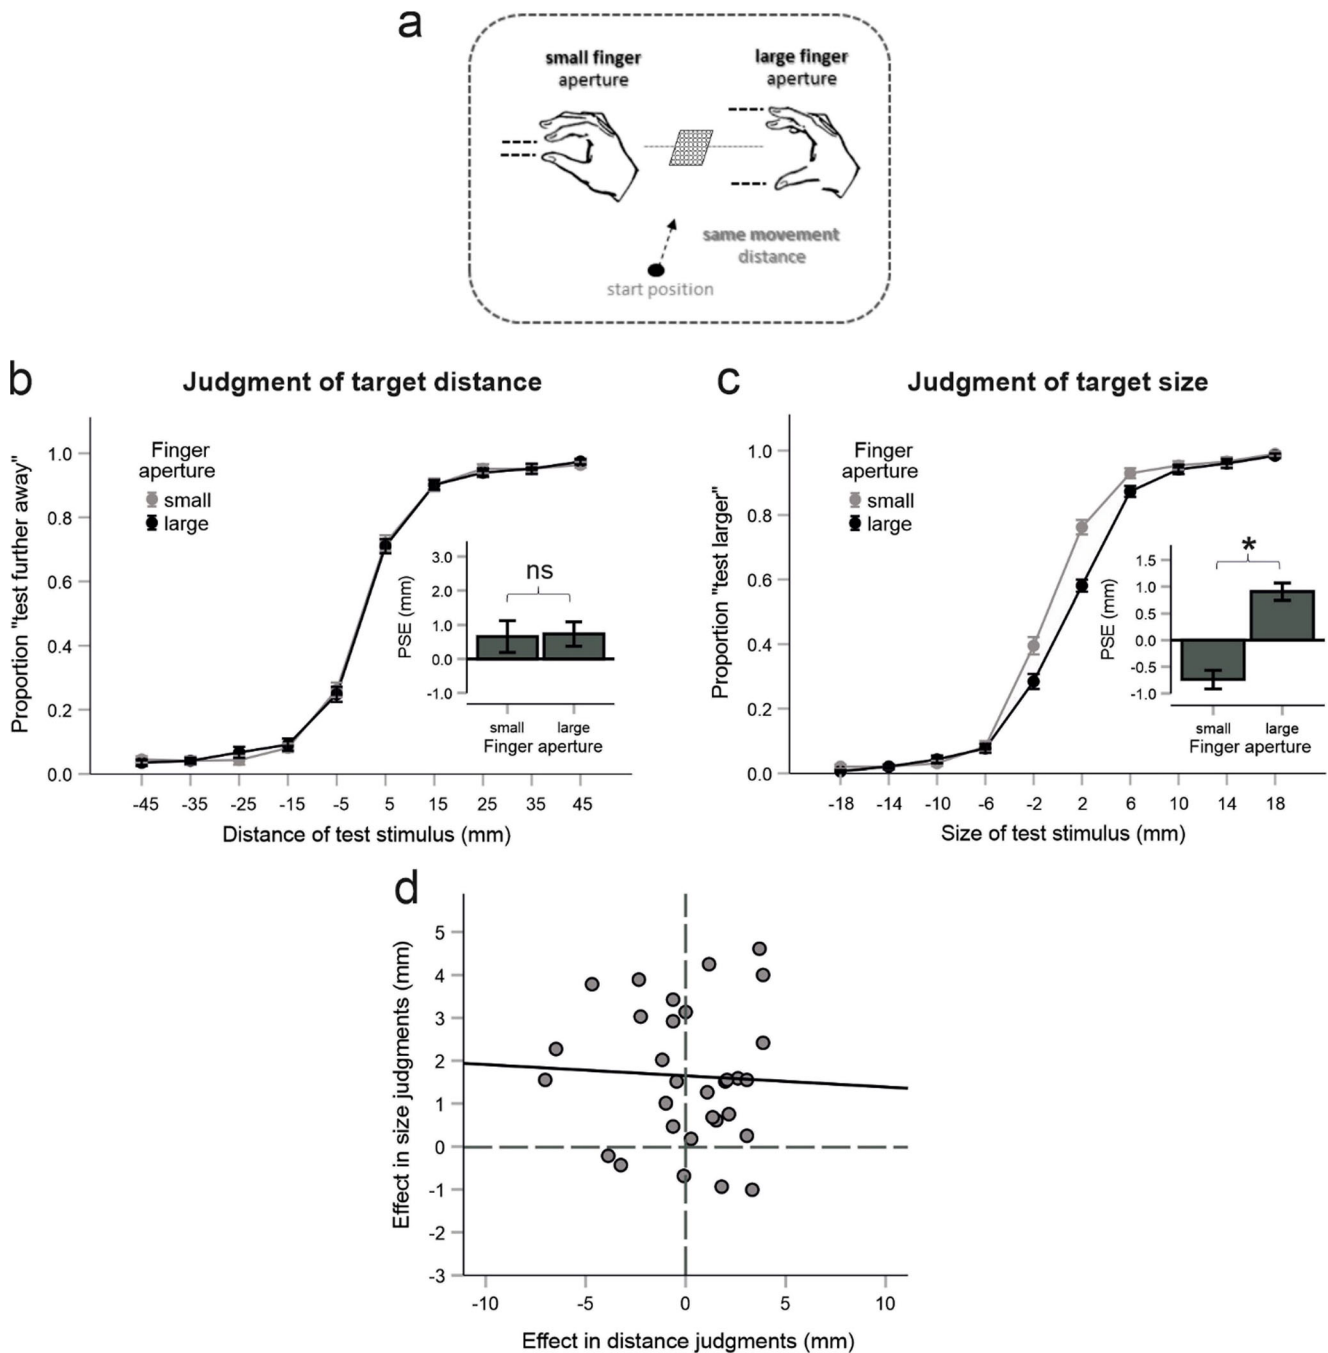 a
small finger
aperture
large finger
aperture
same movement
distance
start position
b
Judgment of target distance
Proportion "test further away"
1.0
0.8
0.6
0.4
0.2
0.0
Finger
aperture
small
large
-45
-35
-25
-15
-5
5
15
25
35
45
Distance of test stimulus (mm)
PSE (mm)
3.0
2.0
1.0
0.0
-1.0
ns
small
large
Finger aperture
c
Judgment of target size
Proportion "test larger"
1.0
0.8
0.6
0.4
0.2
0.0
Finger
aperture
small
large
-18
-14
-10
-6
-2
2
6
10
14
18
Size of test stimulus (mm)
PSE (mm)
1.5
1.0
0.5
0.0
-0.5
-1.0
*
small
large
Finger aperture
d
Effect in size judgments (mm)
5
4
3
2
1
0
-1
-2
-3
-10
-5
0
5
10
Effect in distance judgments (mm)